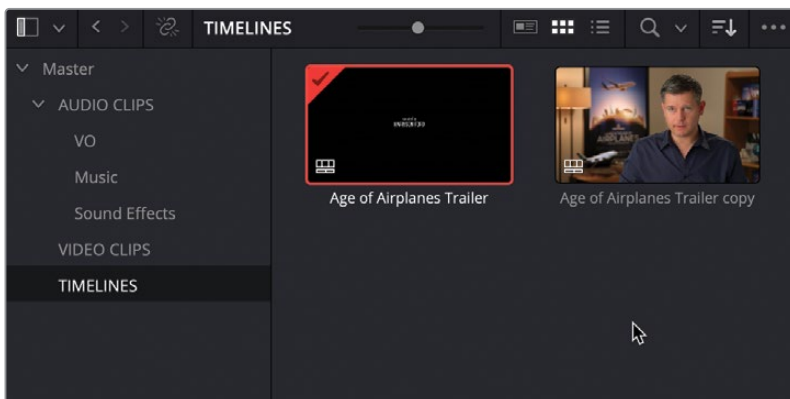 TIMELINES
Master
AUDIO CLIPS
VO
Music
Sound Effects
VIDEO CLIPS
TIMELINES
Age of Airplanes Trailer
Age of Airplanes Trailer copy